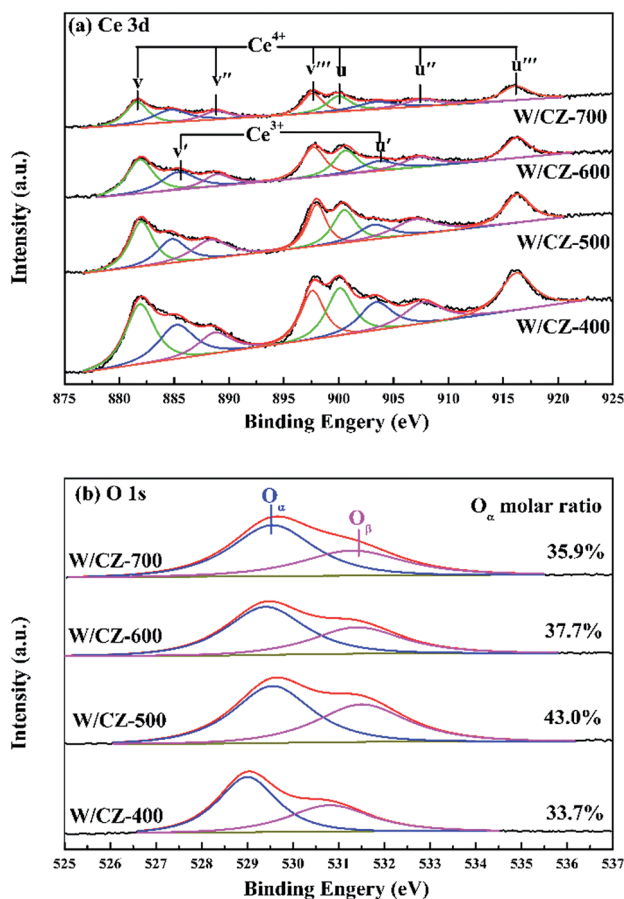 (a) Ce 3d
Ce⁴⁺
v v′′ v′′′ u u′′ u′′′
W/CZ-700
Ce³⁺
v′ u′
W/CZ-600
W/CZ-500
W/CZ-400
Intensity (a.u.)
875 880 885 890 895 900 905 910 915 920 925
Binding Engery (eV)
(b) O 1s
Oα Oβ Oα molar ratio
W/CZ-700 35.9%
W/CZ-600 37.7%
W/CZ-500 43.0%
W/CZ-400 33.7%
Intensity (a.u.)
525 526 527 528 529 530 531 532 533 534 535 536 537
Binding Engery (eV)